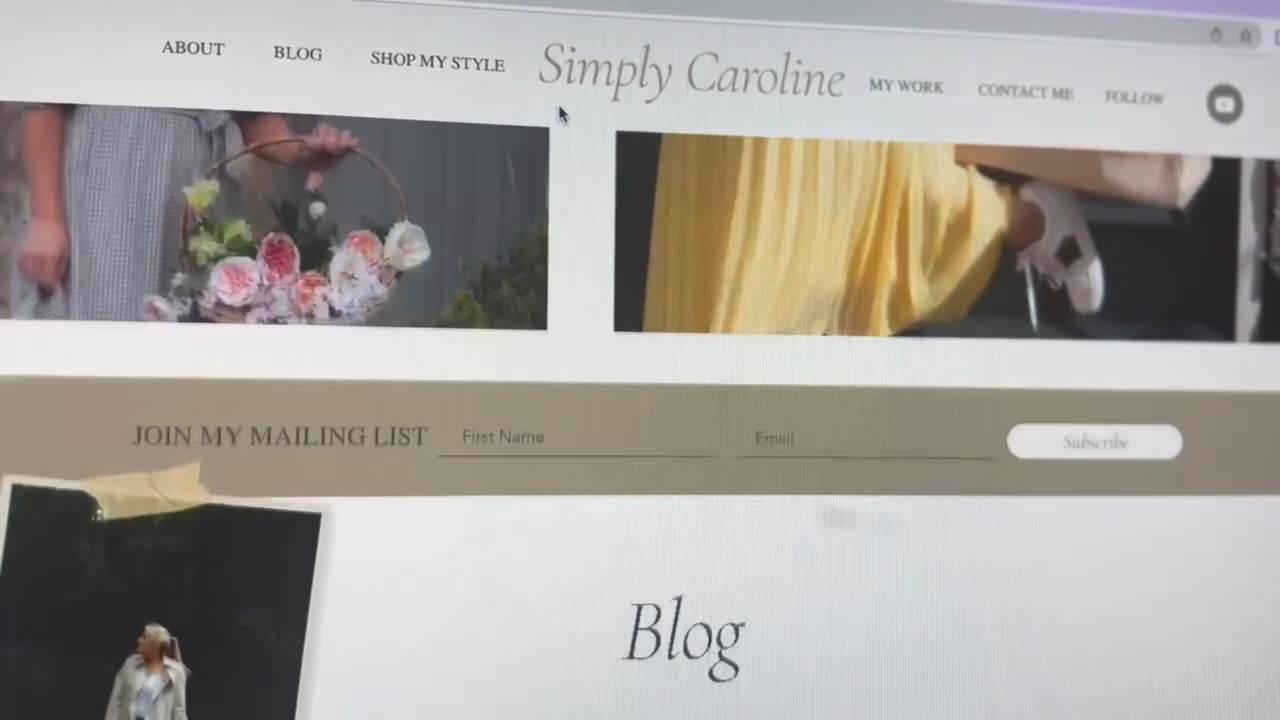 ABOUT BLOG SHOP MY STYLE Simply Caroline MY WORK CONTACT ME FOLLOW
JOIN MY MAILING LIST First Name Email Subscribe
Blog